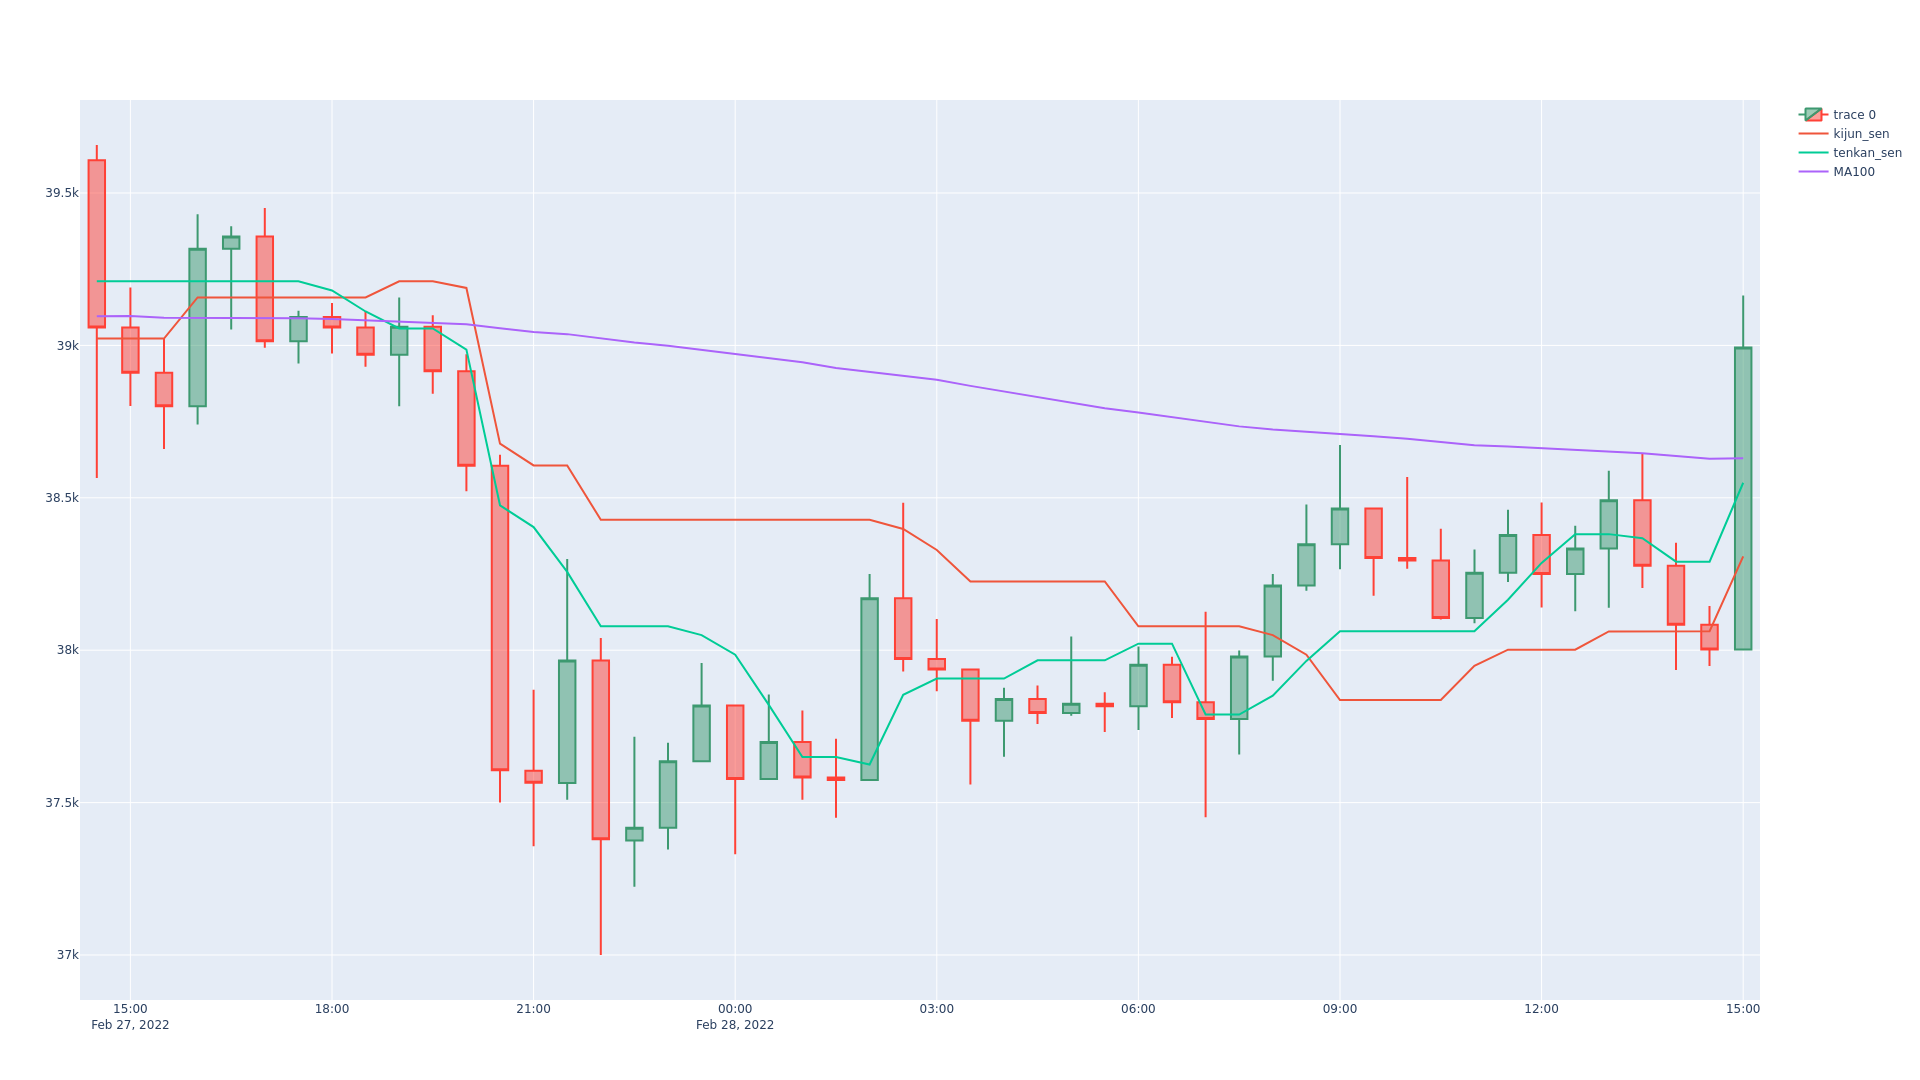 trace 0
kijun_sen
tenkan_sen
MA100
39.5k
39k
38.5k
38k
37.5k
37k
15:00 18:00 21:00 00:00 03:00 06:00 09:00 12:00 15:00
Feb 27, 2022 Feb 28, 2022